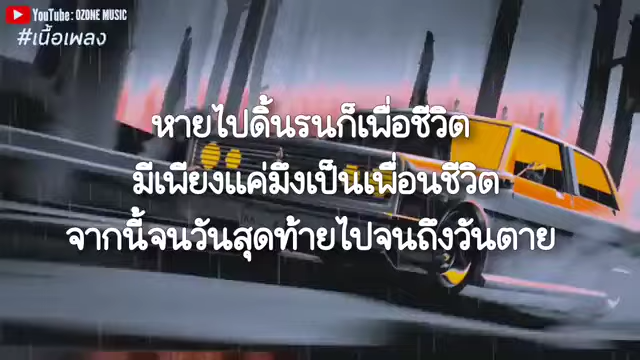 YouTube: OZONE MUSIC
#เนื้อเพลง
หายไปดิ้นรนก็เพื่อชีวิต
มีเพียงแค่มึงเป็นเพื่อนชีวิต
จากนี้จนวันสุดท้ายไปจนถึงวันตาย